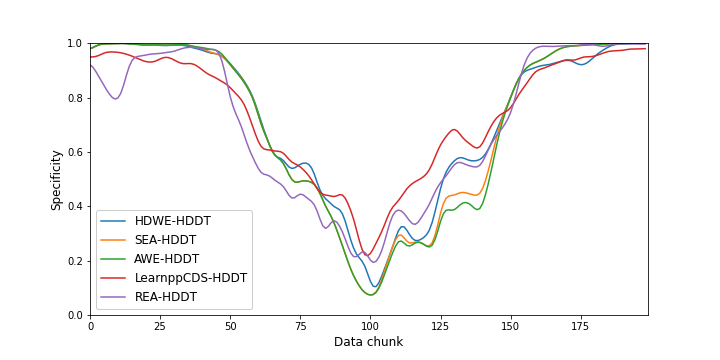 1.0
0.8
0.6
0.4
0.2
0.0
Specificity
HDWE-HDDT
SEA-HDDT
AWE-HDDT
LearnppCDS-HDDT
REA-HDDT
0 25 50 75 100 125 150 175
Data chunk